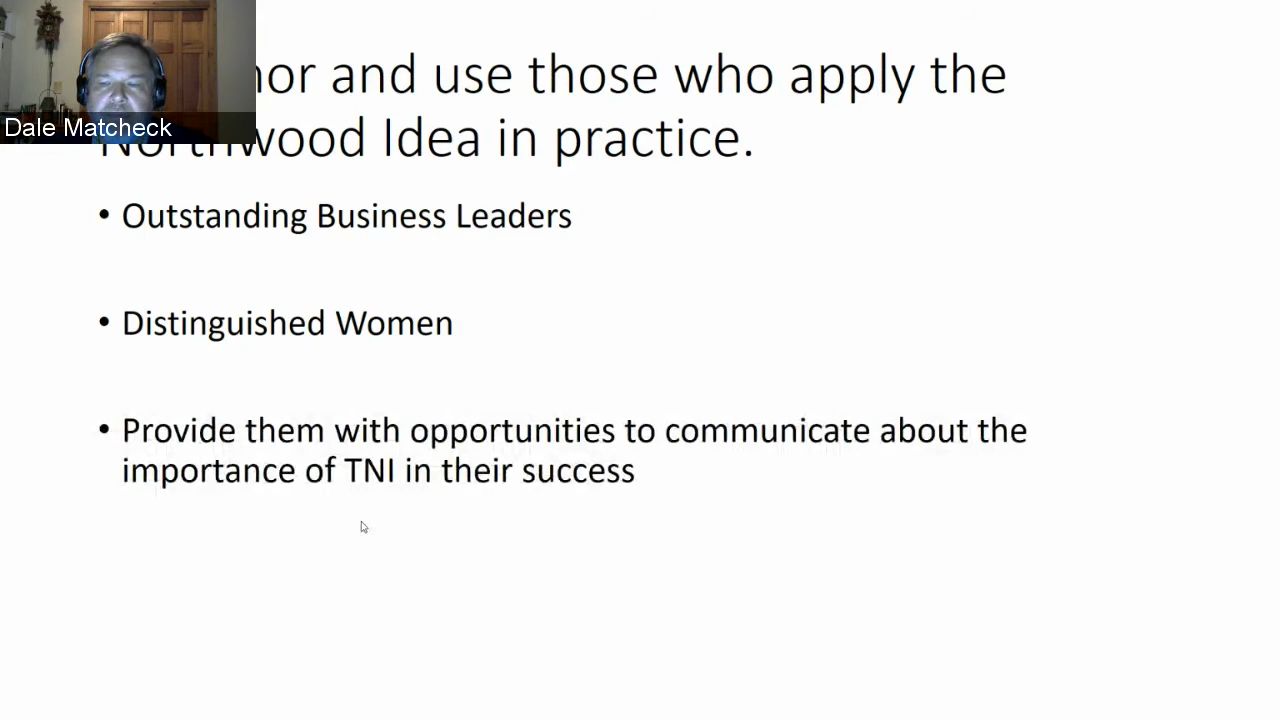 and use those who apply the
Northwood Idea in practice.
Dale Matcheck
• Outstanding Business Leaders
• Distinguished Women
• Provide them with opportunities to communicate about the
importance of TNI in their success